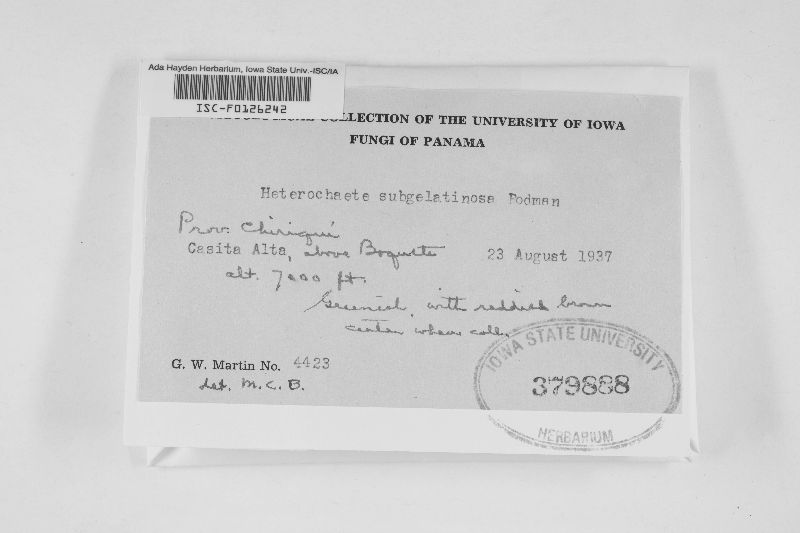 Ada Hayden Herbarium, Iowa State Univ.-ISC/IA
ISC-F0126242
COLLECTION OF THE UNIVERSITY OF IOWA
FUNGI OF PANAMA
Heterochaete subgelatinosa Bodman
Prov. Chiriquí
Casita Alta, above Boquete 23 August 1937
alt. 7000 ft.
Greenish, with reddish brown
center when coll.
G. W. Martin No. 4423
det. M.C.B.
IOWA STATE UNIVERSITY
379888
HERBARIUM